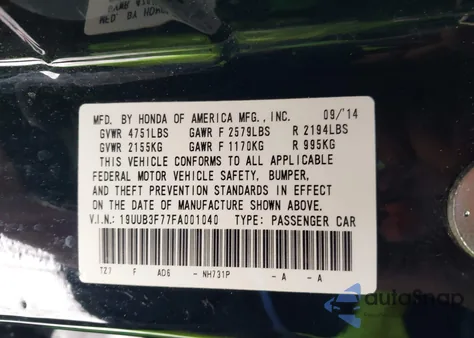 MFD. BY HONDA OF AMERICA MFG., INC. 09/'14
GVWR 4751LBS GAWR F 2579LBS R 2194LBS
GVWR 2155KG GAWR F 1170KG R 995KG
THIS VEHICLE CONFORMS TO ALL APPLICABLE
FEDERAL MOTOR VEHICLE SAFETY, BUMPER,
AND THEFT PREVENTION STANDARDS IN EFFECT
ON THE DATE OF MANUFACTURE SHOWN ABOVE.
V.I.N.: 19UUB3F77FA001040 TYPE: PASSENGER CAR
TZ7 F AD6 - NH731P - A - A
autoSnap